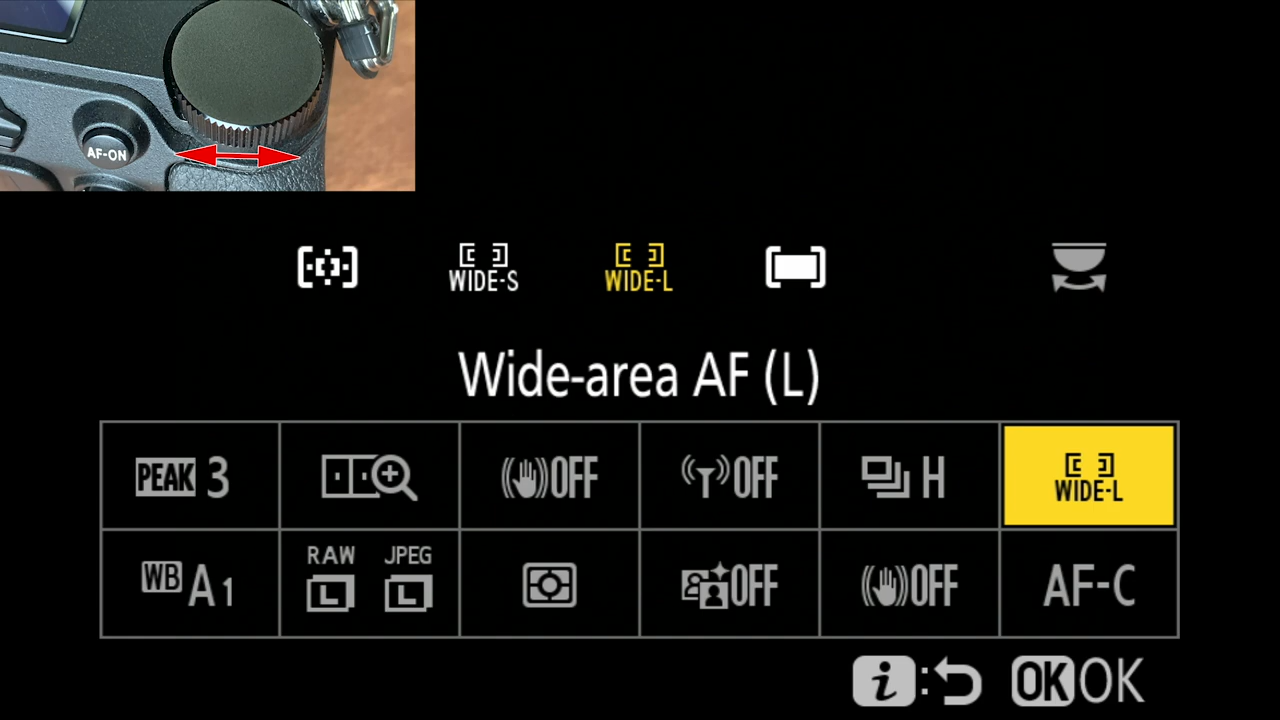 AF-ON
WIDE-S WIDE-L
Wide-area AF (L)
PEAK 3 OFF OFF H WIDE-L
WB A1 RAW L JPEG L OFF OFF AF-C
i: OK OK